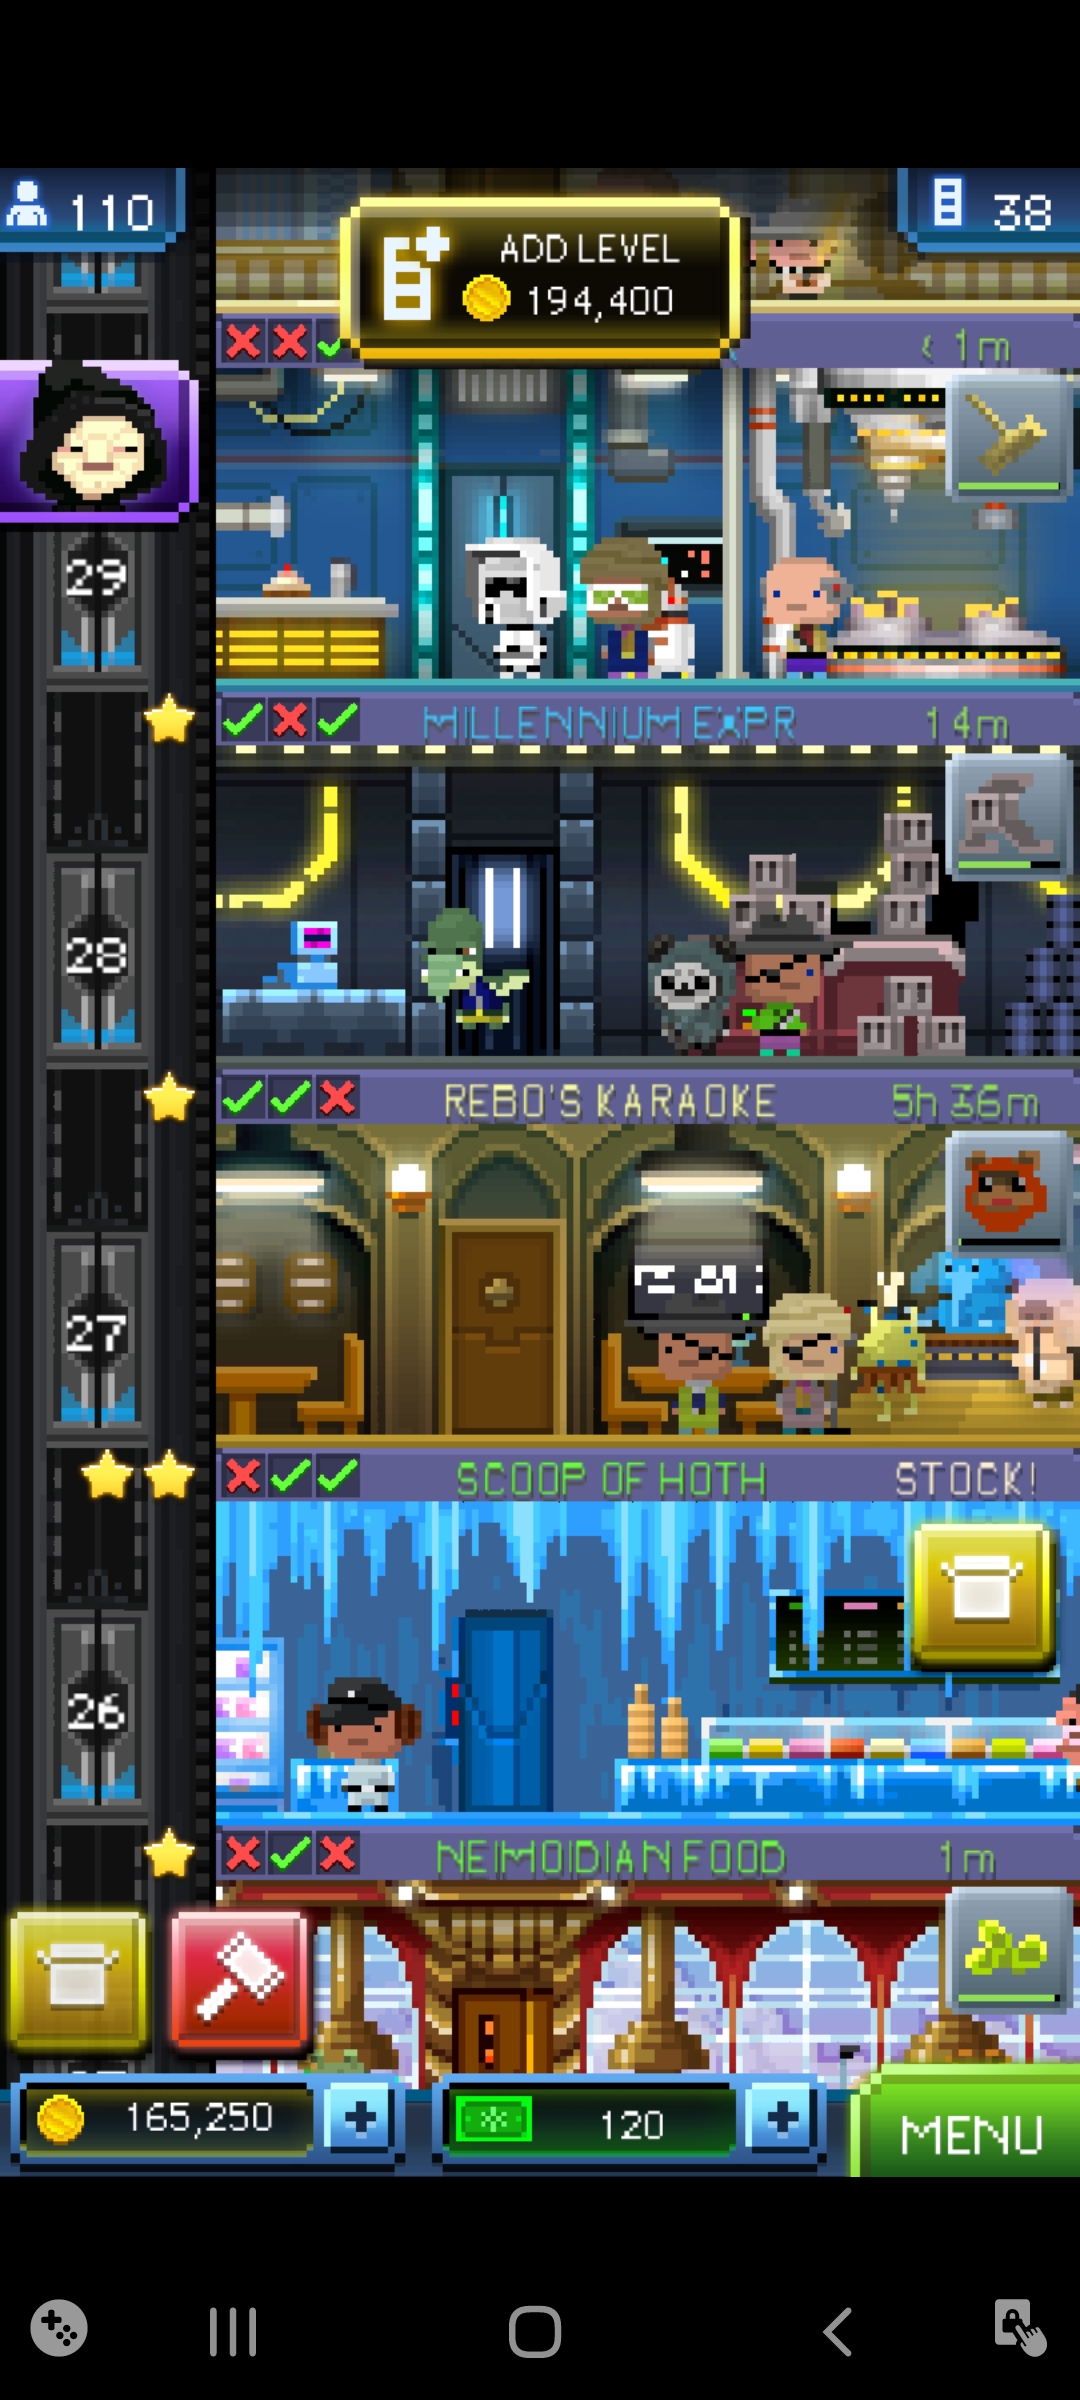 110
38
ADD LEVEL
194,400
< 1m
29
MILLENNIUM EXPR
14m
28
REBO'S KARAOKE
5h 36m
27
SCOOP OF HOTH
STOCK!
26
NEIMOIDIAN FOOD
1m
165,250
120
MENU